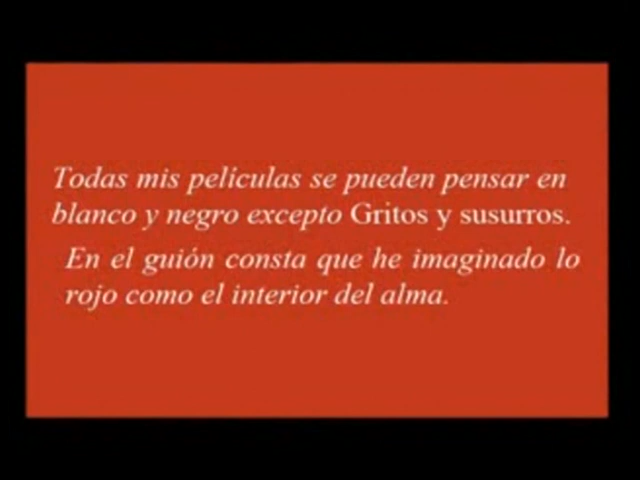 Todas mis películas se pueden pensar en
blanco y negro excepto Gritos y susurros.
En el guión consta que he imaginado lo
rojo como el interior del alma.